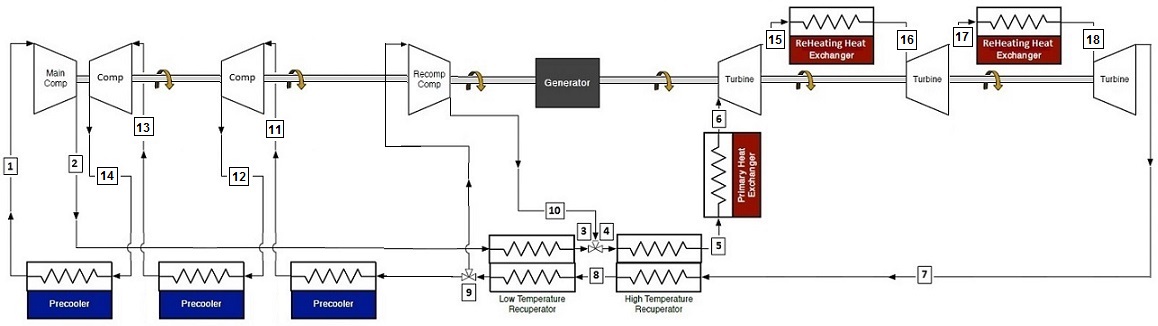 15
ReHeating Heat
Exchanger
16
17
ReHeating Heat
Exchanger
18
Main
Comp
Comp
Comp
Recomp
Comp
Generator
Turbine
Turbine
Turbine
13
11
6
1
2
14
12
Primary Heat
Exchanger
10
3
4
5
9
8
7
Precooler
Precooler
Precooler
Low Temperature
Recuperator
High Temperature
Recuperator